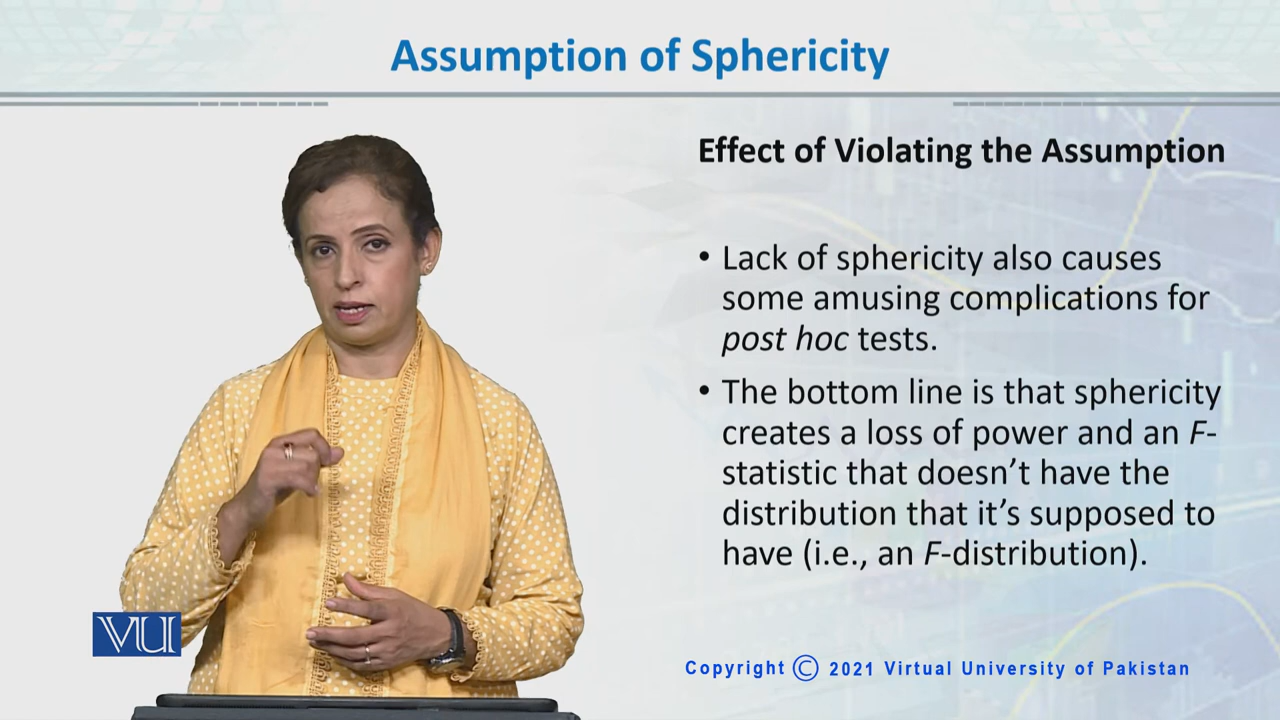 Assumption of Sphericity
Effect of Violating the Assumption
• Lack of sphericity also causes
some amusing complications for
post hoc tests.
• The bottom line is that sphericity
creates a loss of power and an F-
statistic that doesn’t have the
distribution that it’s supposed to
have (i.e., an F-distribution).
VU
Copyright © 2021 Virtual University of Pakistan